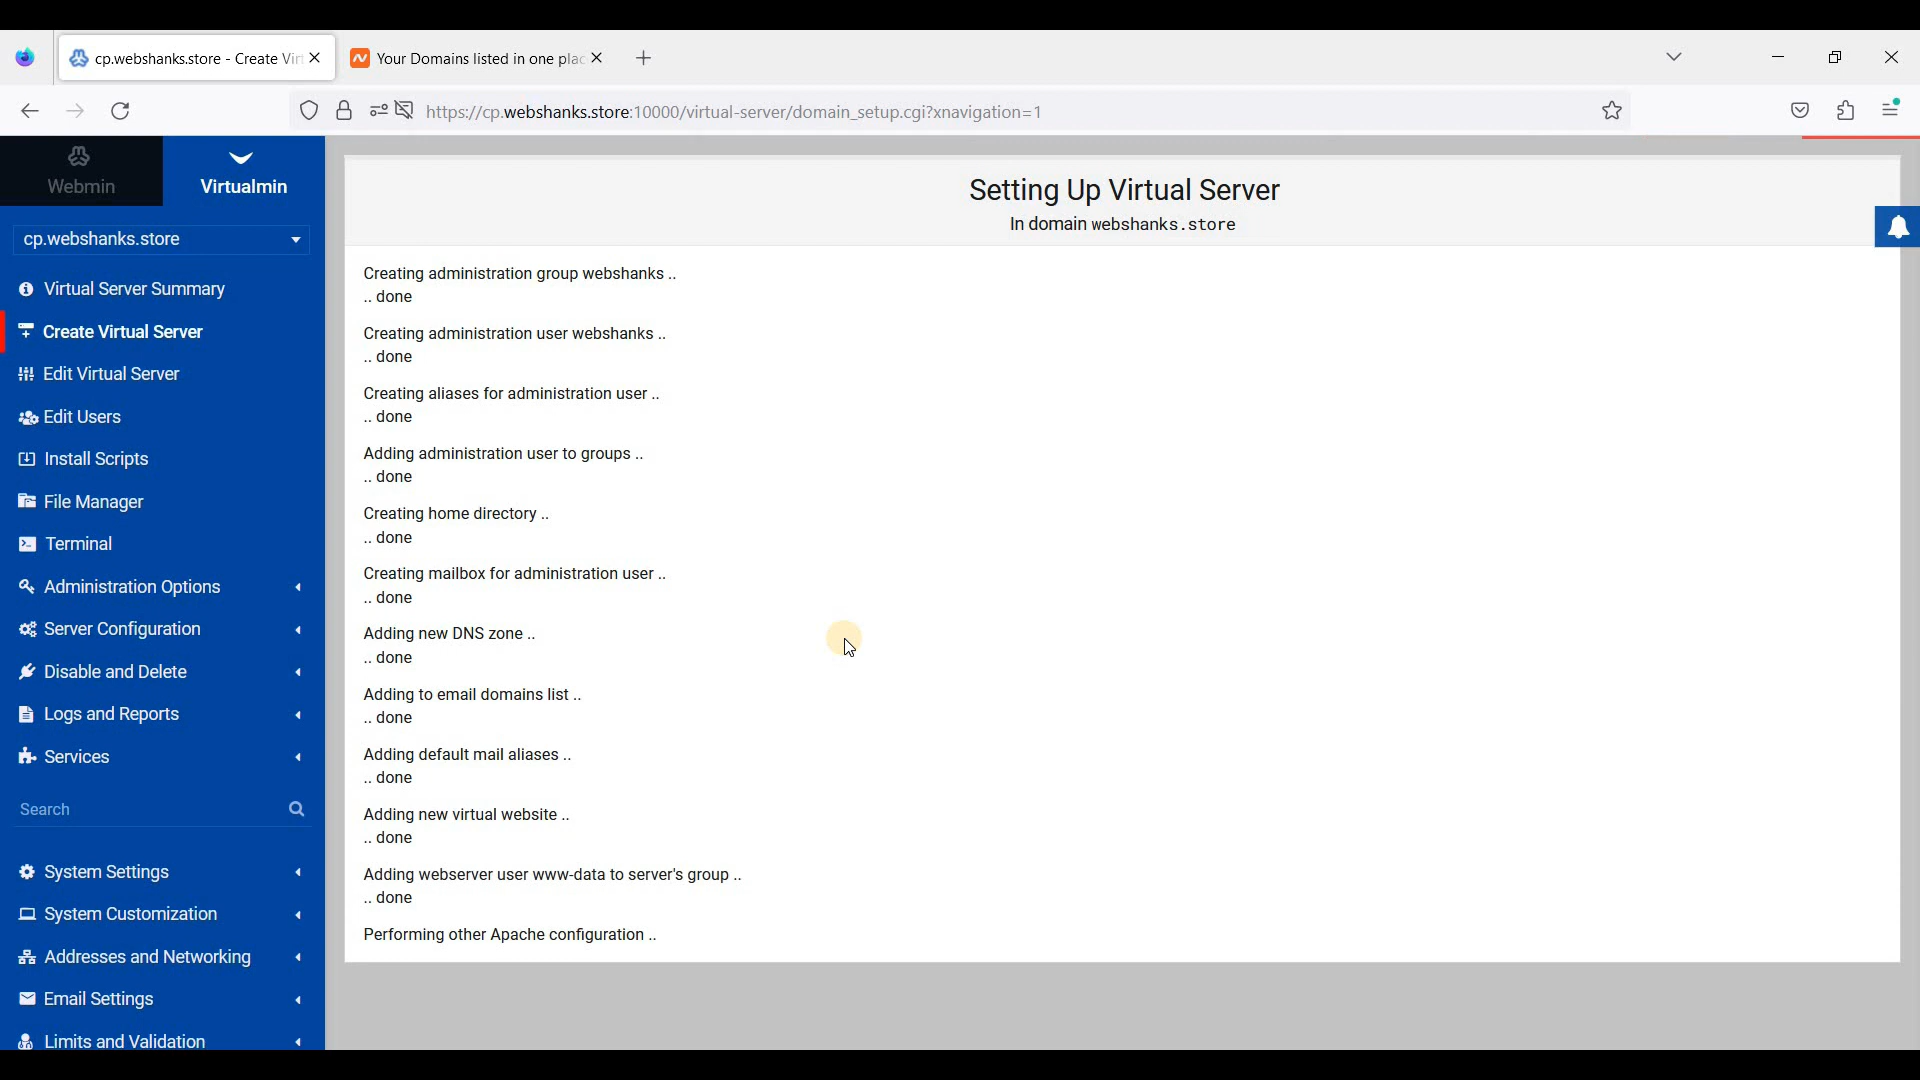 cp.webshanks.store - Create Vir
Your Domains listed in one plac
https://cp.webshanks.store:10000/virtual-server/domain_setup.cgi?xnavigation=1
Webmin
Virtualmin
cp.webshanks.store
Virtual Server Summary
Create Virtual Server
Edit Virtual Server
Edit Users
Install Scripts
File Manager
Terminal
Administration Options
Server Configuration
Disable and Delete
Logs and Reports
Services
Search
System Settings
System Customization
Addresses and Networking
Email Settings
Limits and Validation
Setting Up Virtual Server
In domain webshanks.store
Creating administration group webshanks ..
.. done
Creating administration user webshanks ..
.. done
Creating aliases for administration user ..
.. done
Adding administration user to groups ..
.. done
Creating home directory ..
.. done
Creating mailbox for administration user ..
.. done
Adding new DNS zone ..
.. done
Adding to email domains list ..
.. done
Adding default mail aliases ..
.. done
Adding new virtual website ..
.. done
Adding webserver user www-data to server's group ..
.. done
Performing other Apache configuration ..